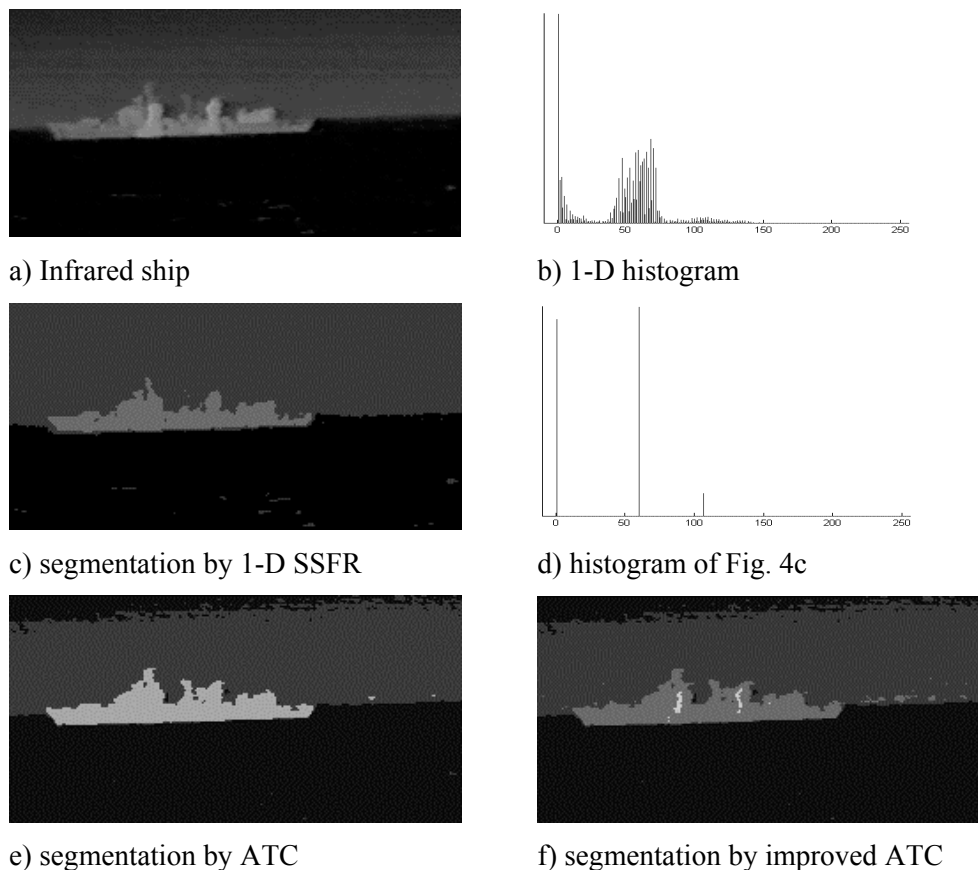 0 50 100 150 200 250
a) Infrared ship
b) 1-D histogram
0 50 100 150 200 250
c) segmentation by 1-D SSFR
d) histogram of Fig. 4c
e) segmentation by ATC
f) segmentation by improved ATC